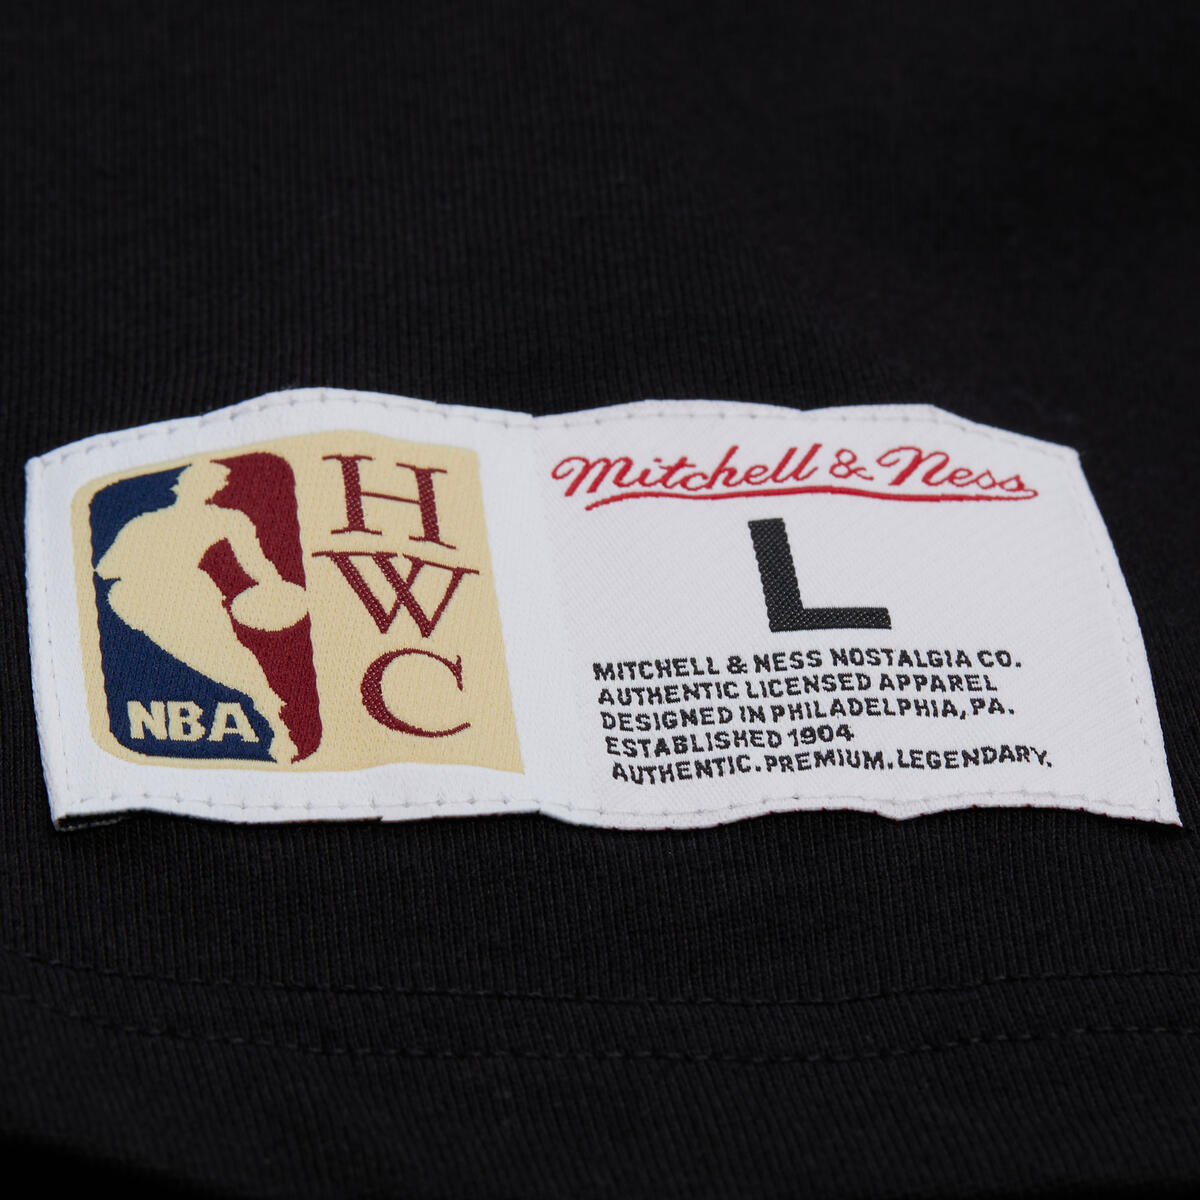 NBA
H
W
C
Mitchell & Ness
L
MITCHELL & NESS NOSTALGIA CO.
AUTHENTIC LICENSED APPAREL
DESIGNED IN PHILADELPHIA, PA.
ESTABLISHED 1904
AUTHENTIC. PREMIUM. LEGENDARY.